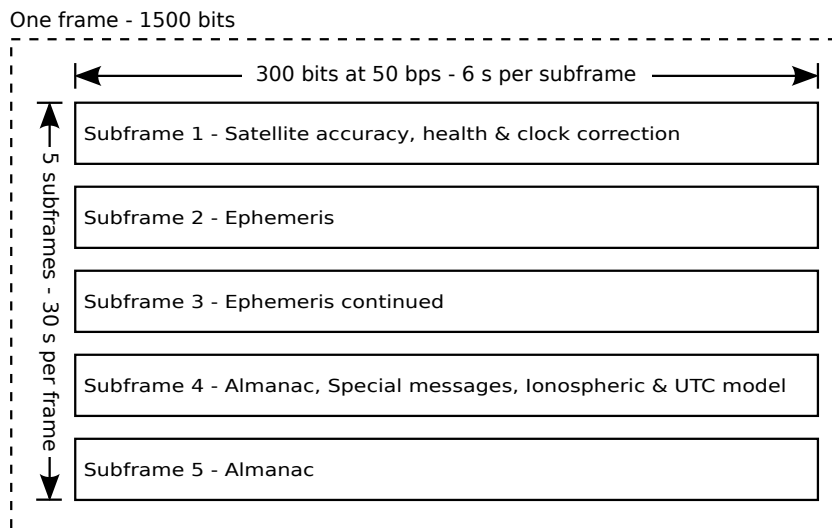 One frame - 1500 bits
300 bits at 50 bps - 6 s per subframe
5 subframes - 30 s per frame
Subframe 1 - Satellite accuracy, health & clock correction
Subframe 2 - Ephemeris
Subframe 3 - Ephemeris continued
Subframe 4 - Almanac, Special messages, Ionospheric & UTC model
Subframe 5 - Almanac